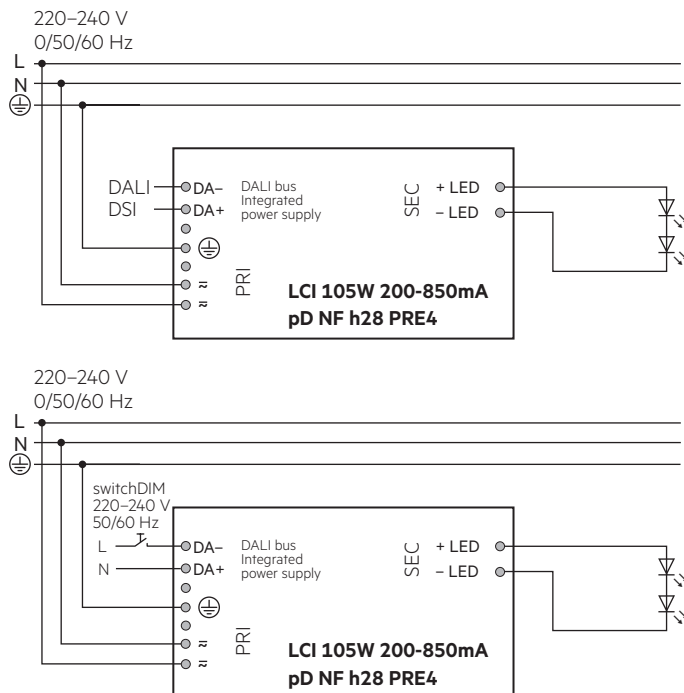 220–240 V
0/50/60 Hz
L
N
DALI
DSI
DA–
DA+
DALI bus
Integrated
power supply
SEC
+ LED
– LED
PRI
≂
≂
LCI 105W 200-850mA
pD NF h28 PRE4
220–240 V
0/50/60 Hz
L
N
switchDIM
220–240 V
50/60 Hz
L
N
DA–
DA+
DALI bus
Integrated
power supply
SEC
+ LED
– LED
PRI
≂
≂
LCI 105W 200-850mA
pD NF h28 PRE4